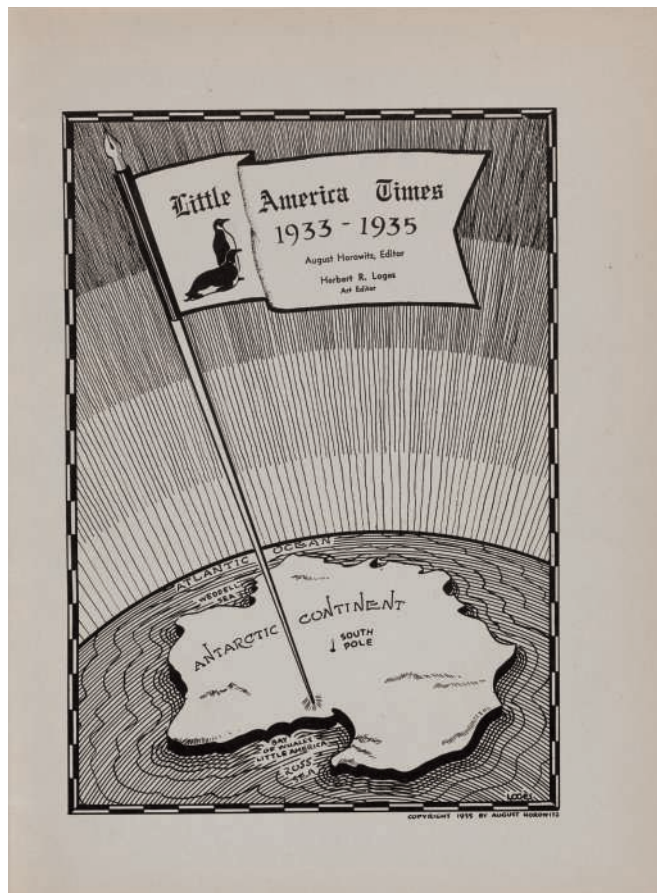 Little America Times
1933 - 1935
August Horowitz, Editor
Herbert R. Loges
Art Editor
ATLANTIC OCEAN
WEDDELL
SEA
ANTARCTIC CONTINENT
SOUTH
POLE
BAY
OF WHALES
LITTLE AMERICA
ROSS
SEA
LOGES
COPYRIGHT 1935 BY AUGUST HOROWITZ